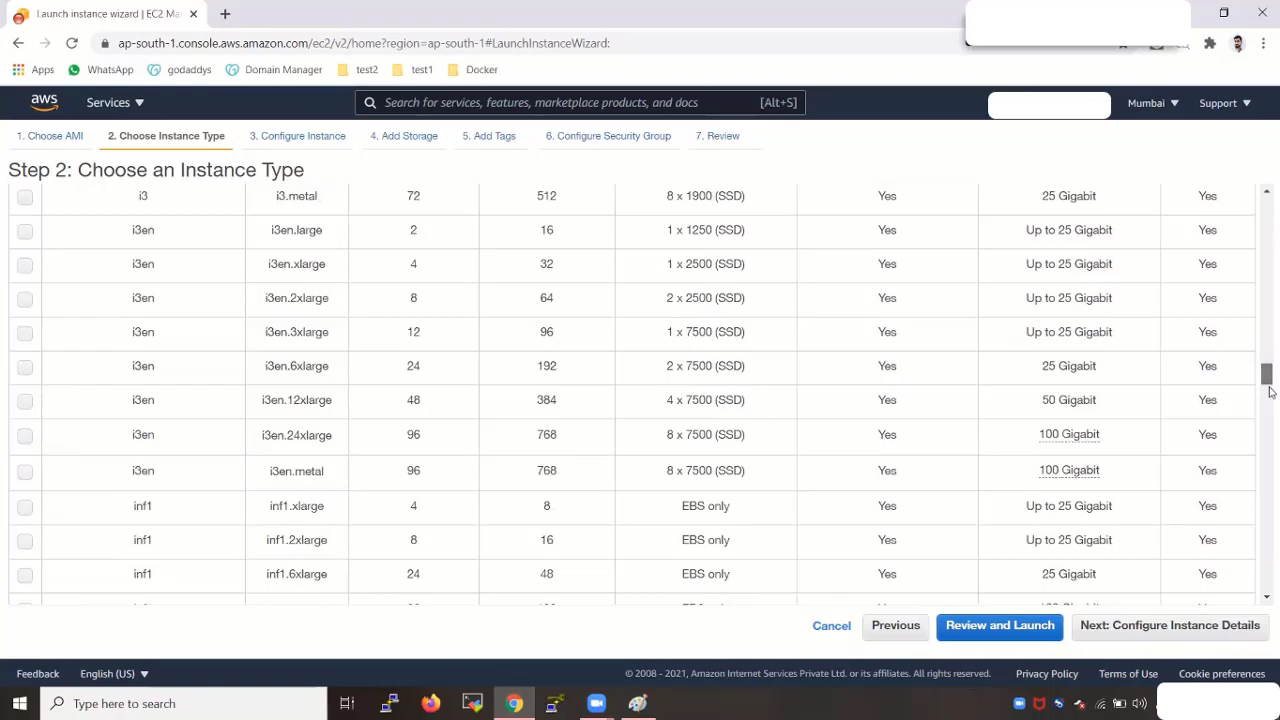 Launch instance wizard | EC2 Ma
ap-south-1.console.aws.amazon.com/ec2/v2/home?region=ap-south-1#LaunchInstanceWizard:
Apps WhatsApp godaddys Domain Manager test2 test1 Docker
aws Services Search for services, features, marketplace products, and docs [Alt+S] Mumbai Support
1. Choose AMI 2. Choose Instance Type 3. Configure Instance 4. Add Storage 5. Add Tags 6. Configure Security Group 7. Review
Step 2: Choose an Instance Type
i3 i3.metal 72 512 8 x 1900 (SSD) Yes 25 Gigabit Yes
i3en i3en.large 2 16 1 x 1250 (SSD) Yes Up to 25 Gigabit Yes
i3en i3en.xlarge 4 32 1 x 2500 (SSD) Yes Up to 25 Gigabit Yes
i3en i3en.2xlarge 8 64 2 x 2500 (SSD) Yes Up to 25 Gigabit Yes
i3en i3en.3xlarge 12 96 1 x 7500 (SSD) Yes Up to 25 Gigabit Yes
i3en i3en.6xlarge 24 192 2 x 7500 (SSD) Yes 25 Gigabit Yes
i3en i3en.12xlarge 48 384 4 x 7500 (SSD) Yes 50 Gigabit Yes
i3en i3en.24xlarge 96 768 8 x 7500 (SSD) Yes 100 Gigabit Yes
i3en i3en.metal 96 768 8 x 7500 (SSD) Yes 100 Gigabit Yes
inf1 inf1.xlarge 4 8 EBS only Yes Up to 25 Gigabit Yes
inf1 inf1.2xlarge 8 16 EBS only Yes Up to 25 Gigabit Yes
inf1 inf1.6xlarge 24 48 EBS only Yes 25 Gigabit Yes
Cancel Previous Review and Launch Next: Configure Instance Details
Feedback English (US) © 2008 - 2021, Amazon Internet Services Private Ltd. or its affiliates. All rights reserved. Privacy Policy Terms of Use Cookie preferences
Type here to search